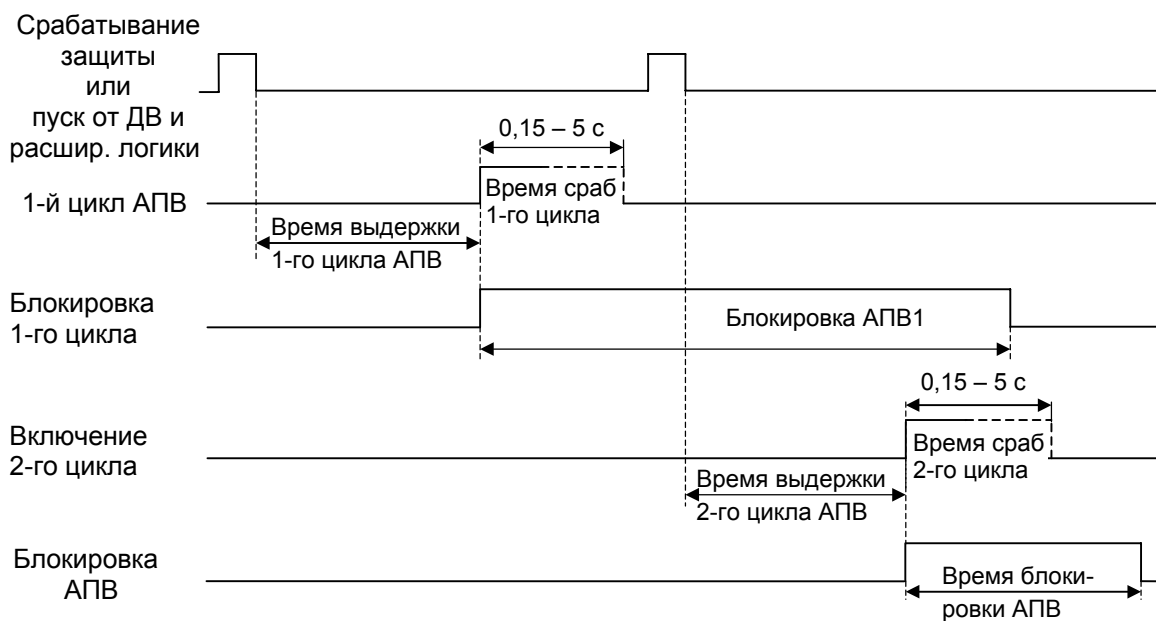 Срабатывание
защиты
или
пуск от ДВ и
расшир. логики
0,15 – 5 с
1-й цикл АПВ
Время сраб
1-го цикла
Время выдержки
1-го цикла АПВ
Блокировка
1-го цикла
Блокировка АПВ1
0,15 – 5 с
Включение
2-го цикла
Время сраб
2-го цикла
Время выдержки
2-го цикла АПВ
Блокировка
АПВ
Время блоки-
ровки АПВ